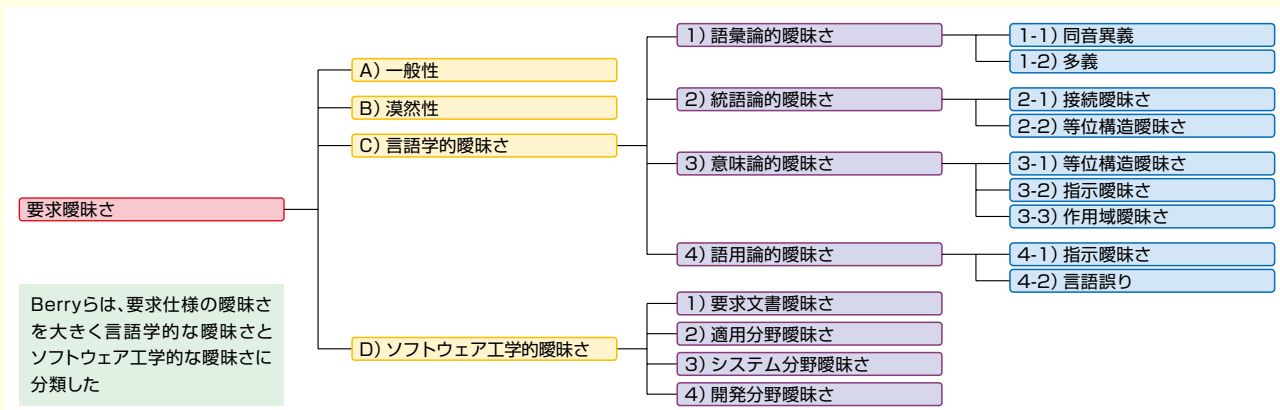 要求曖昧さ
Berryらは、要求仕様の曖昧さ
を大きく言語学的な曖昧さと
ソフトウェア工学的な曖昧さに
分類した
A) 一般性
B) 漠然性
C) 言語学的曖昧さ
D) ソフトウェア工学的曖昧さ
1) 語彙論的曖昧さ
2) 統語論的曖昧さ
3) 意味論的曖昧さ
4) 語用論的曖昧さ
1) 要求文書曖昧さ
2) 適用分野曖昧さ
3) システム分野曖昧さ
4) 開発分野曖昧さ
1-1) 同音異義
1-2) 多義
2-1) 接続曖昧さ
2-2) 等位構造曖昧さ
3-1) 等位構造曖昧さ
3-2) 指示曖昧さ
3-3) 作用域曖昧さ
4-1) 指示曖昧さ
4-2) 言語誤り